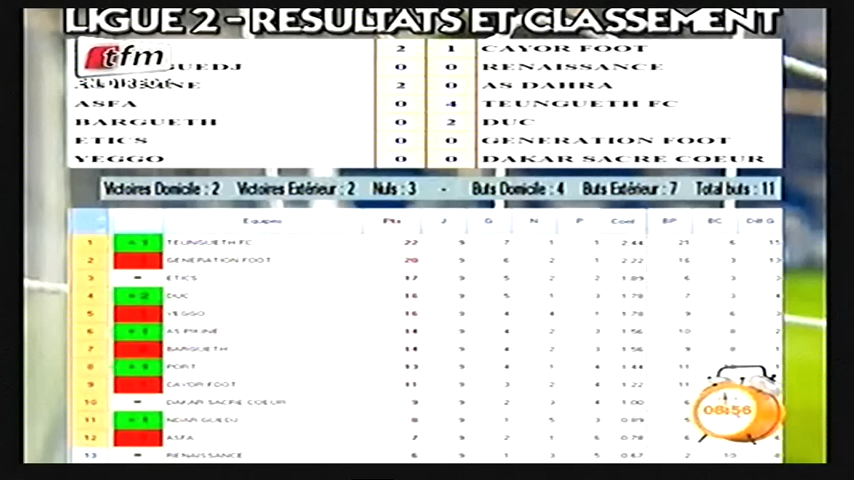 LIGUE 2 - RESULTATS ET CLASSEMENT
tfm
EN DIRECT
2 1 CAYOR FOOT
GUEDJ 0 0 RENAISSANCE
2 0 AS DAHRA
ASFA 0 4 TEUNGUETH FC
BARGUETH 0 2 DUC
ETICS 0 0 GENERATION FOOT
YEGGO 0 0 DAKAR SACRE COEUR
Victoires Domicile : 2 Victoires Extérieur : 2 Nuls : 3 - Buts Domicile : 4 Buts Extérieur : 7 Total buts : 11
Equipes Pts J G N P Coef BP BC Diff G
1 TEUNGUETH FC 22 9 7 1 1 2.44 21 6 15
2 GENERATION FOOT 20 9 6 2 1 2.22 16 3 13
3 - ETICS 17 9 5 2 2 1.89 6 3 3
4 + 2 DUC 16 9 5 1 3 1.78 7 3 4
5 YEGGO 16 9 4 4 1 1.78 9 6 3
6 AS PIKINE 14 9 4 2 3 1.56 10 8 2
7 BARGUETH 14 9 4 2 3 1.56 9 8 1
8 PORT 13 9 4 1 4 1.44 11
9 CAYOR FOOT 11 9 3 2 4 1.22 11
10 - DAKAR SACRE COEUR 9 9 2 3 4 1.00
11 NDIAR GUEDJ 8 9 1 5 3 0.89
12 ASFA 7 9 2 1 6 0.78
13 - RENAISSANCE 6 9 1 3 5 0.67 2 10 8
06:56